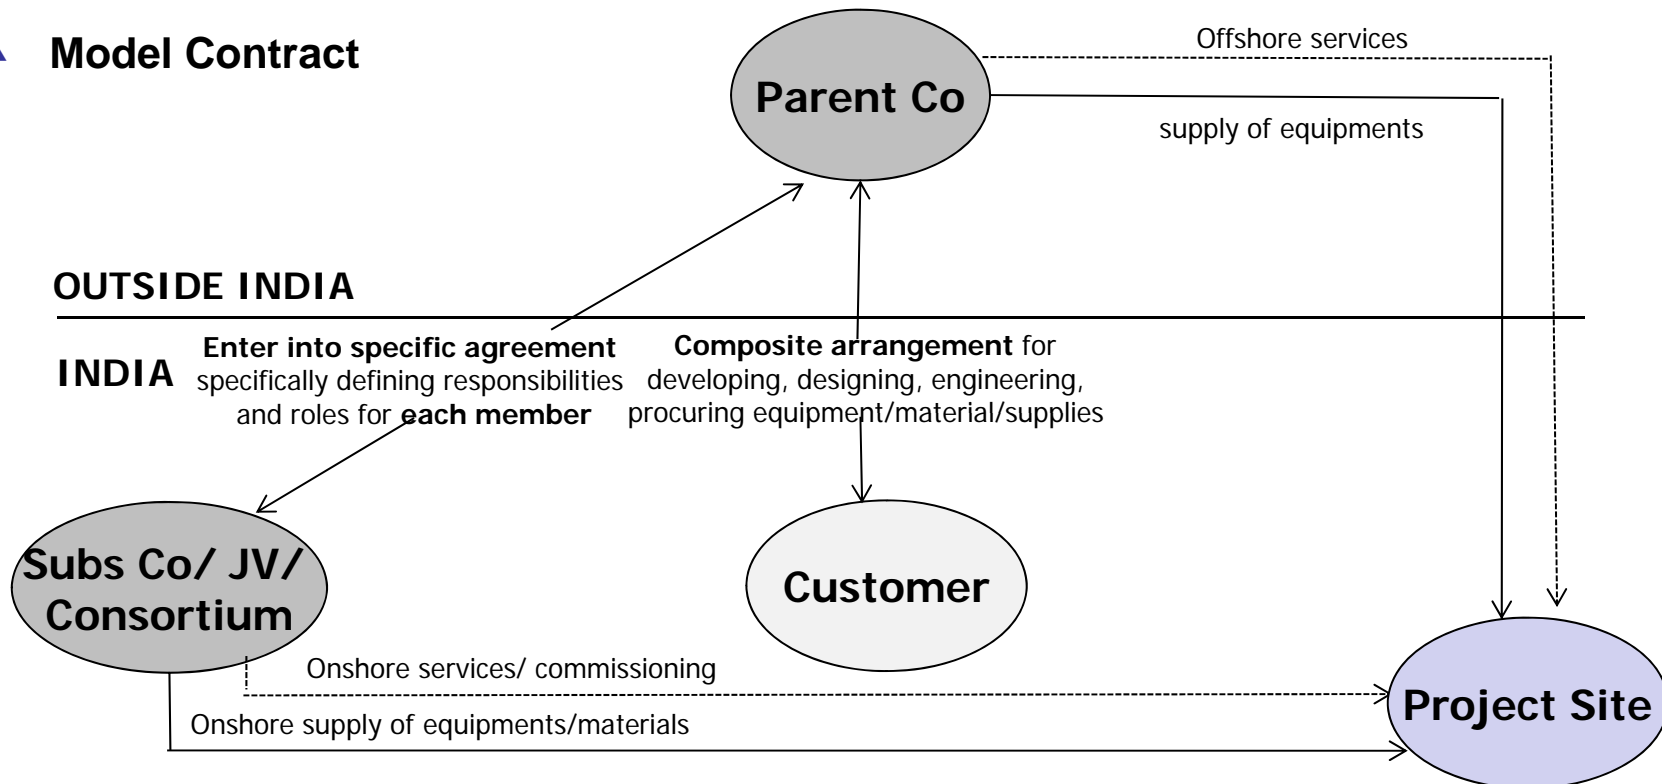 Model Contract
Offshore services
Parent Co
supply of equipments
OUTSIDE INDIA
INDIA
Enter into specific agreement
specifically defining responsibilities
and roles for each member
Composite arrangement for
developing, designing, engineering,
procuring equipment/material/supplies
Subs Co/ JV/
Consortium
Customer
Onshore services/ commissioning
Onshore supply of equipments/materials
Project Site